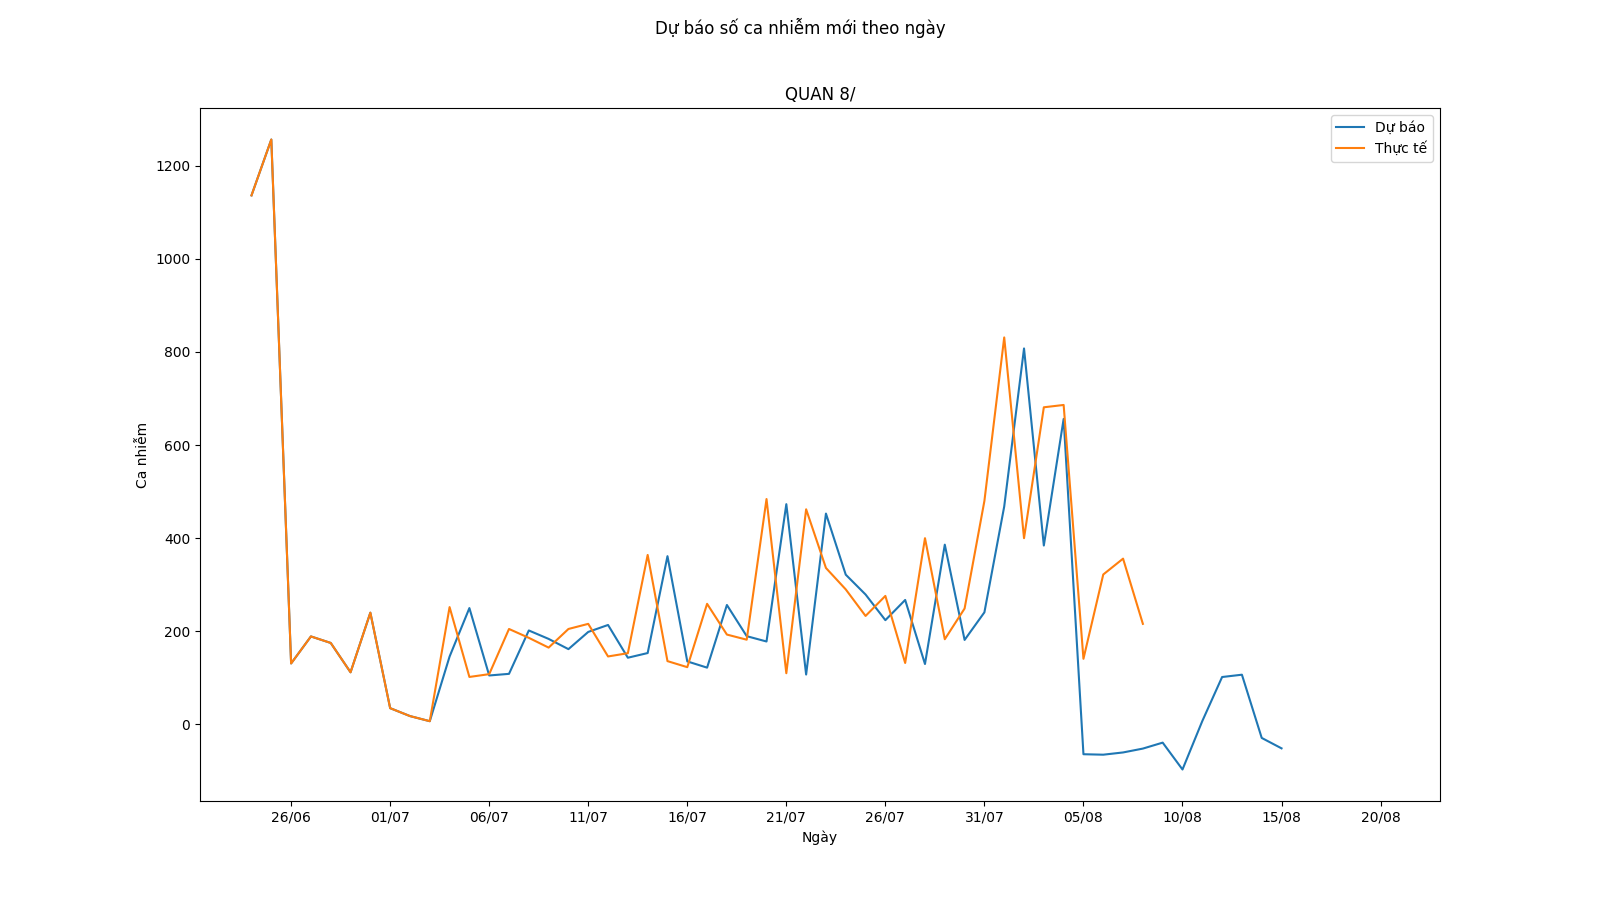 Dự báo số ca nhiễm mới theo ngày
QUAN 8/
Dự báo
Thực tế
1200
1000
800
600
400
200
0
Ca nhiễm
26/06 01/07 06/07 11/07 16/07 21/07 26/07 31/07 05/08 10/08 15/08 20/08
Ngày